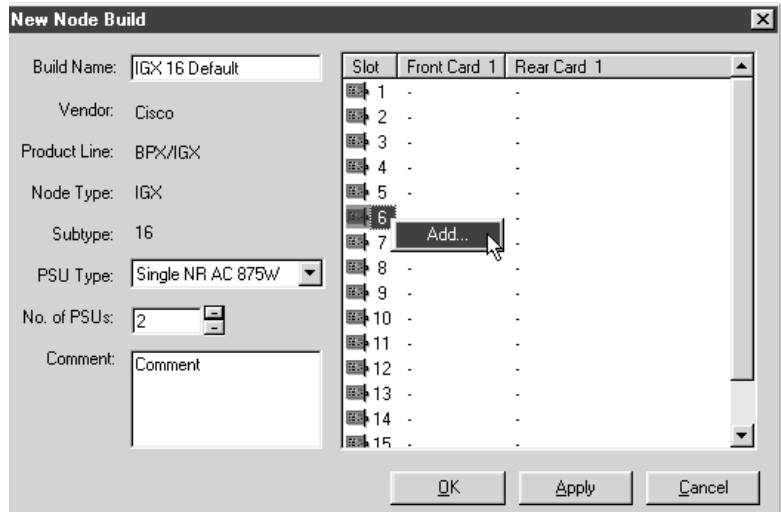 New Node Build
Build Name: IGX 16 Default
Vendor: Cisco
Product Line: BPX/IGX
Node Type: IGX
Subtype: 16
PSU Type: Single NR AC 875W
No. of PSUs: 2
Comment: Comment
Slot Front Card 1 Rear Card 1
1 - -
2 - -
3 - -
4 - -
5 - -
6 -
Add...
7 -
8 - -
9 - -
10 - -
11 - -
12 - -
13 - -
14 - -
15 - -
OK Apply Cancel